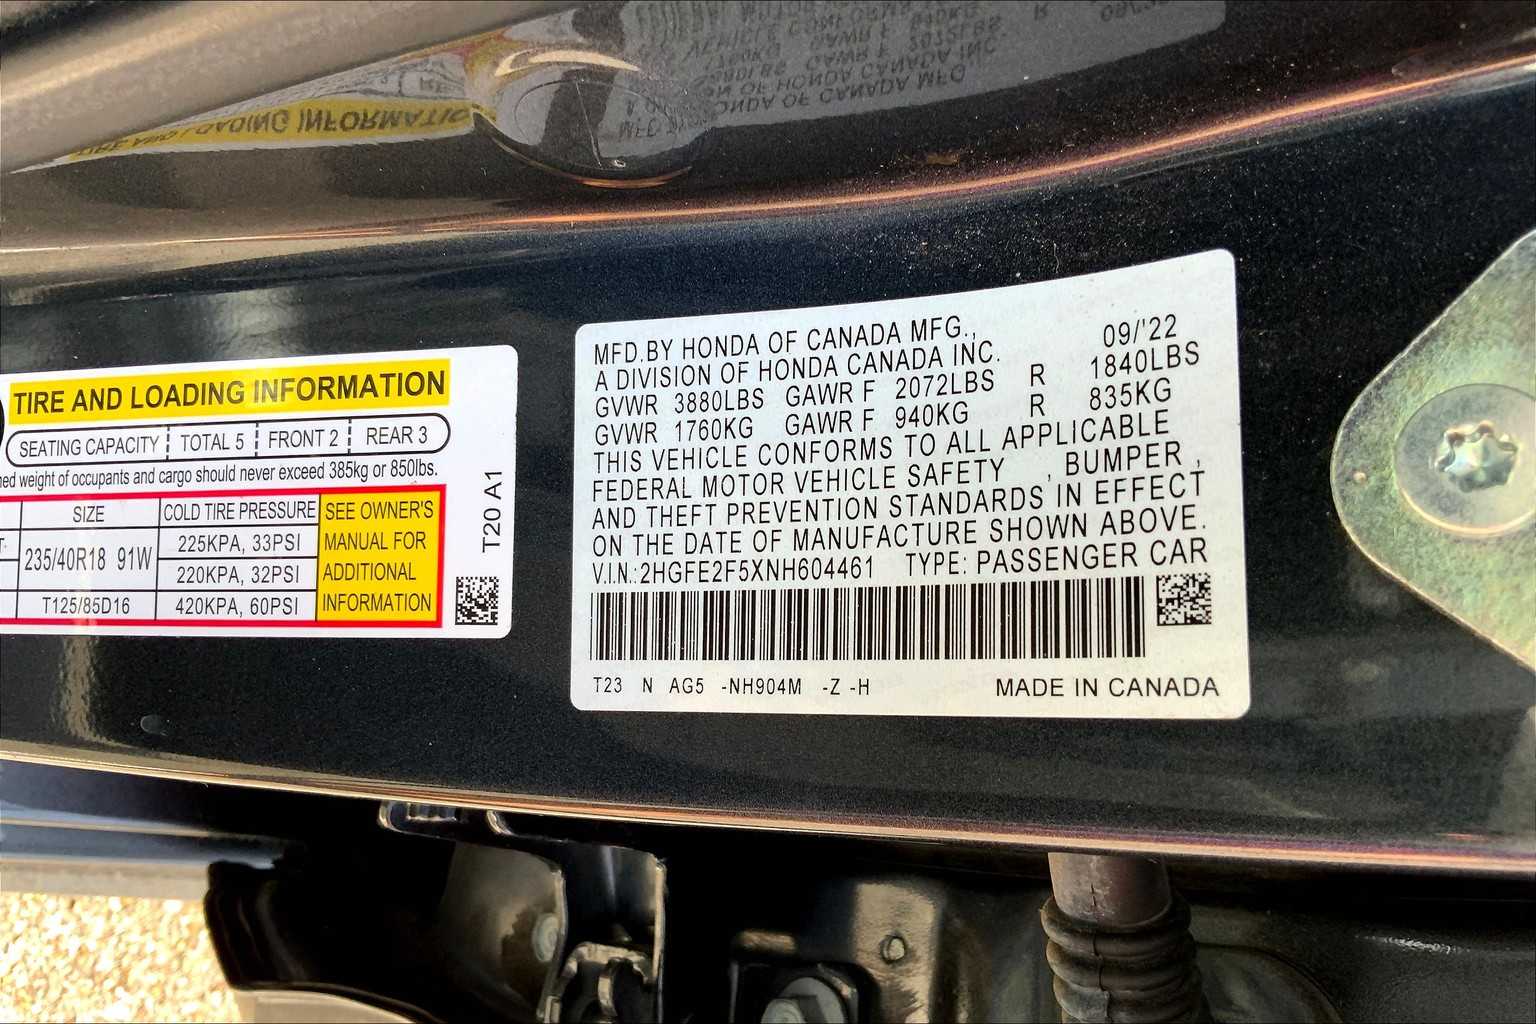 TIRE AND LOADING INFORMATION
SEATING CAPACITY TOTAL 5 FRONT 2 REAR 3
weight of occupants and cargo should never exceed 385kg or 850lbs.
SIZE COLD TIRE PRESSURE SEE OWNER'S MANUAL FOR ADDITIONAL INFORMATION
235/40R18 91W 225KPA, 33PSI
220KPA, 32PSI
T125/85D16 420KPA, 60PSI
T20 A1
MFD.BY HONDA OF CANADA MFG., 09/'22
A DIVISION OF HONDA CANADA INC.
GVWR 3880LBS GAWR F 2072LBS R 1840LBS
GVWR 1760KG GAWR F 940KG R 835KG
THIS VEHICLE CONFORMS TO ALL APPLICABLE
FEDERAL MOTOR VEHICLE SAFETY , BUMPER ,
AND THEFT PREVENTION STANDARDS IN EFFECT
ON THE DATE OF MANUFACTURE SHOWN ABOVE.
V.I.N.:2HGFE2F5XNH604461 TYPE: PASSENGER CAR
T23 N AG5 -NH904M -Z -H MADE IN CANADA